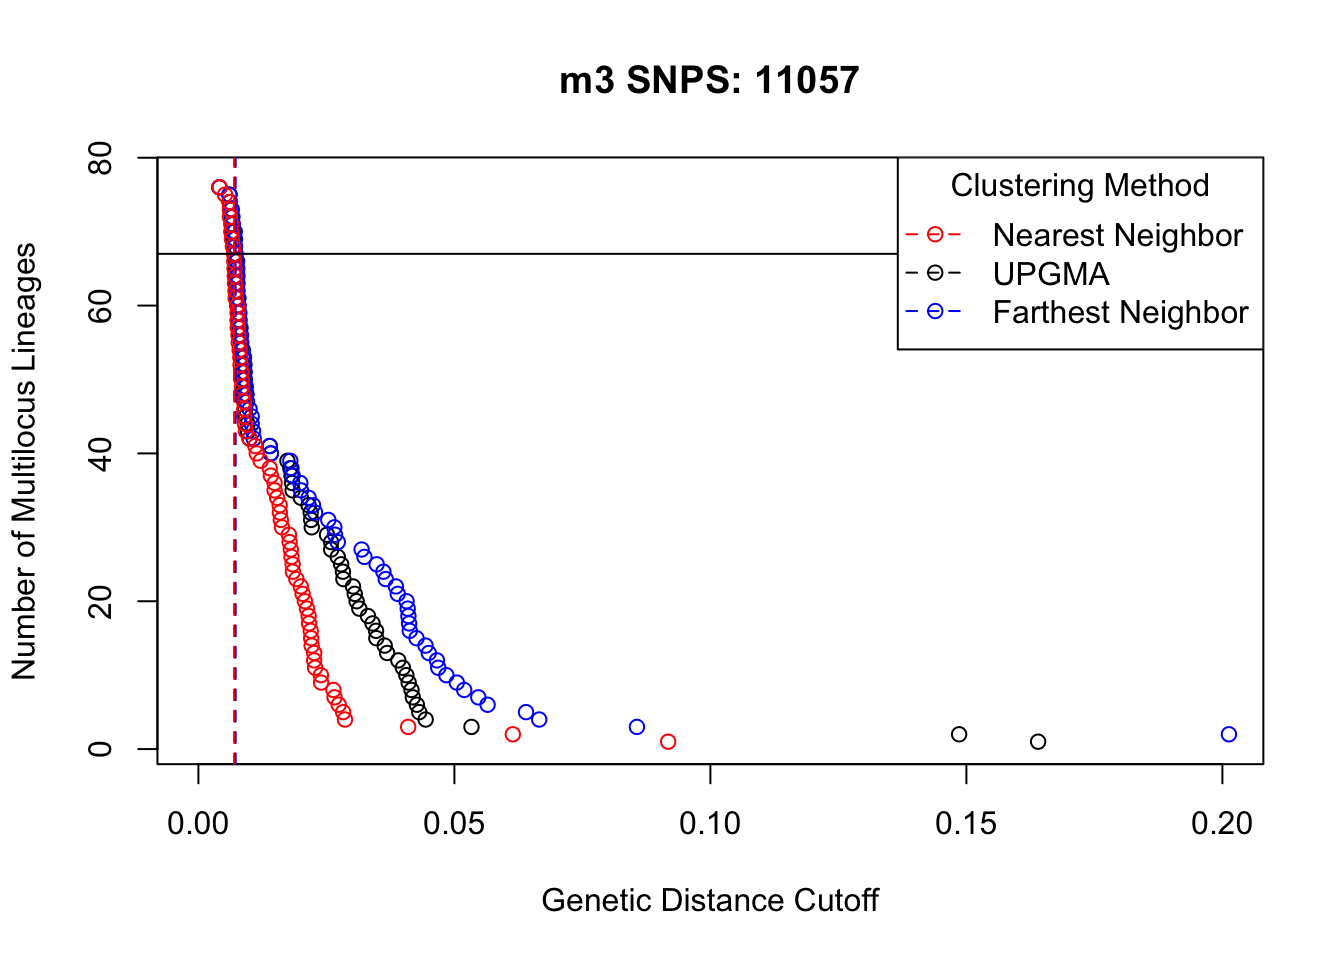 m3 SNPS: 11057
Number of Multilocus Lineages
80
60
40
20
0
Clustering Method
Nearest Neighbor
UPGMA
Farthest Neighbor
0.00 0.05 0.10 0.15 0.20
Genetic Distance Cutoff